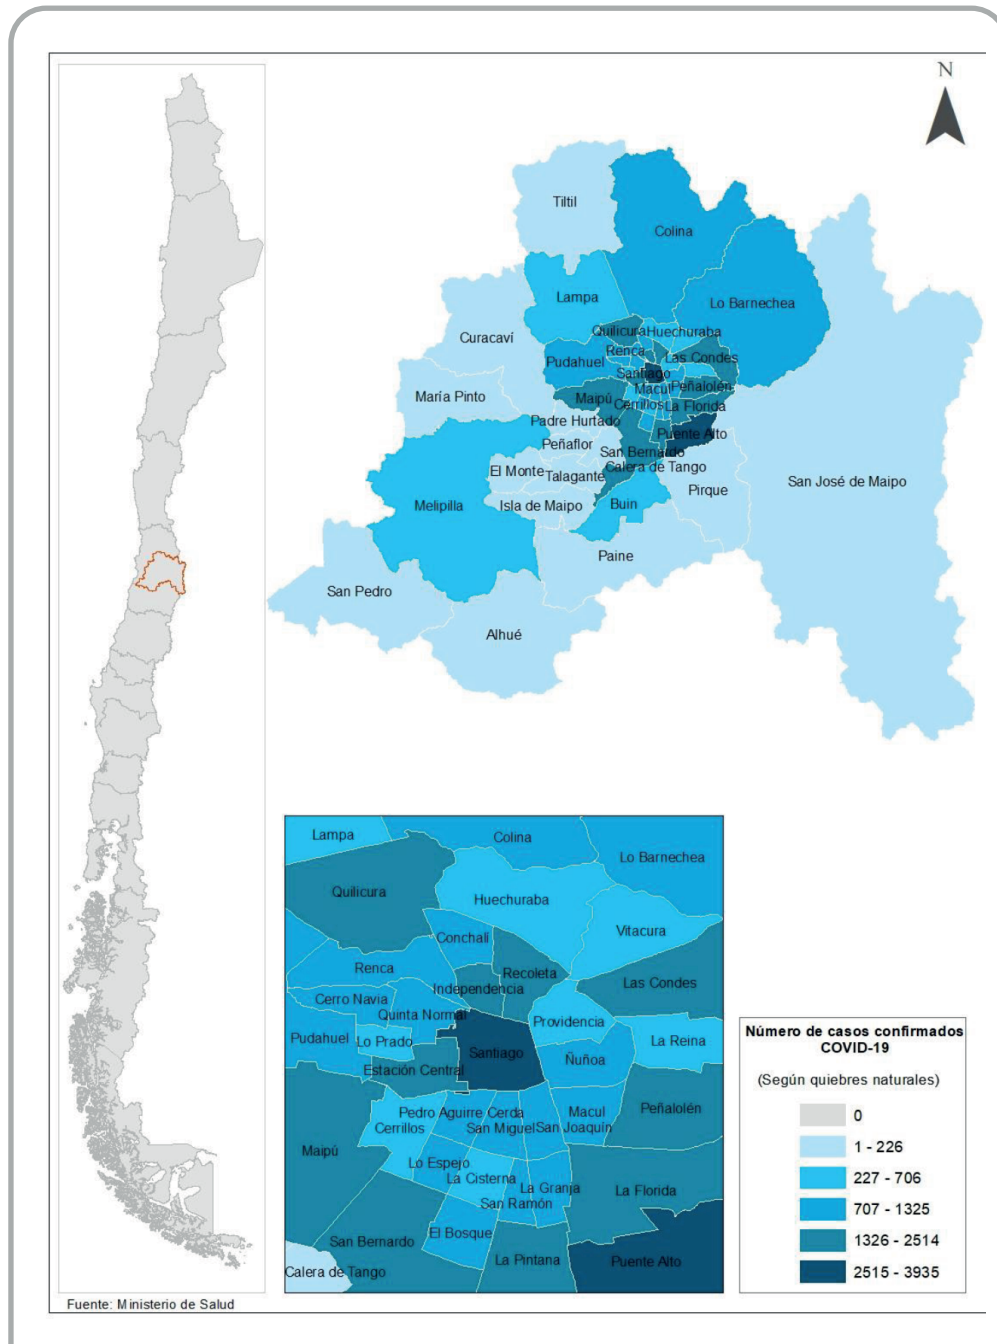 N
Tiltil
Colina
Lo Barnechea
Lampa
Quilicura
Huechuraba
Curacaví
Renca
Las Condes
Pudahuel
Santiago
Macul
Peñalolén
María Pinto
Maipú
Cerrillos
La Florida
Padre Hurtado
Puente Alto
Peñaflor
San Bernardo
El Monte
Calera de Tango
Talagante
Pirque
San José de Maipo
Melipilla
Isla de Maipo
Buin
Paine
San Pedro
Alhué
Lampa
Colina
Lo Barnechea
Quilicura
Huechuraba
Vitacura
Conchalí
Renca
Recoleta
Las Condes
Independencia
Cerro Navia
Quinta Normal
Providencia
Pudahuel
Lo Prado
La Reina
Santiago
Ñuñoa
Estación Central
Peñalolén
Pedro Aguirre Cerda
Macul
Cerrillos
San Miguel
San Joaquín
Maipú
Lo Espejo
La Cisterna
La Granja
La Florida
San Ramón
El Bosque
San Bernardo
La Pintana
Puente Alto
Calera de Tango
Número de casos confirmados
COVID-19
(Según quiebres naturales)
0
1 - 226
227 - 706
707 - 1325
1326 - 2514
2515 - 3935
Fuente: Ministerio de Salud